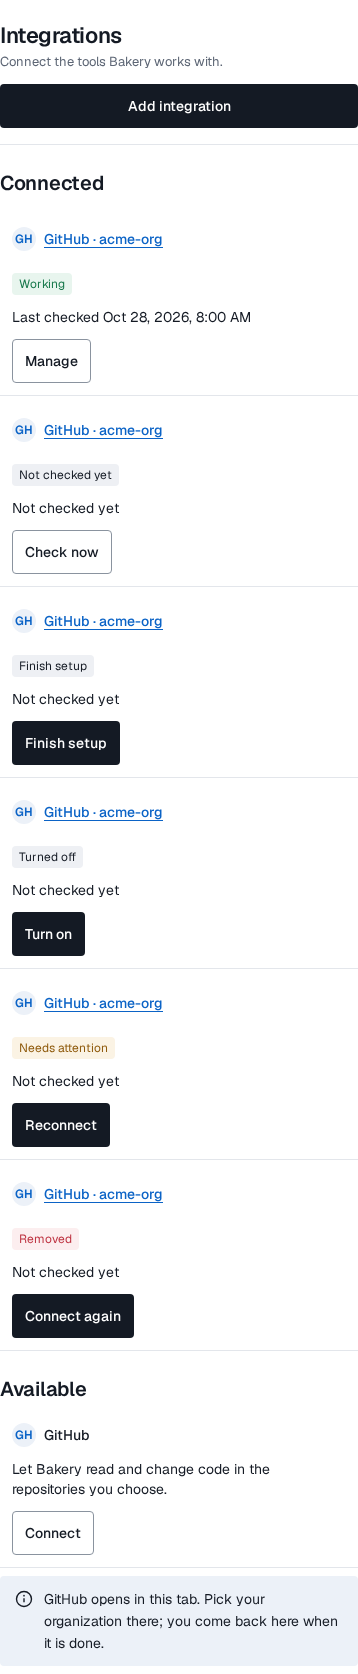 Integrations
Connect the tools Bakery works with.
Add integration
Connected
GH GitHub · acme-org
Working
Last checked Oct 28, 2026, 8:00 AM
Manage
GH GitHub · acme-org
Not checked yet
Not checked yet
Check now
GH GitHub · acme-org
Finish setup
Not checked yet
Finish setup
GH GitHub · acme-org
Turned off
Not checked yet
Turn on
GH GitHub · acme-org
Needs attention
Not checked yet
Reconnect
GH GitHub · acme-org
Removed
Not checked yet
Connect again
Available
GH GitHub
Let Bakery read and change code in the
repositories you choose.
Connect
GitHub opens in this tab. Pick your
organization there; you come back here when
it is done.